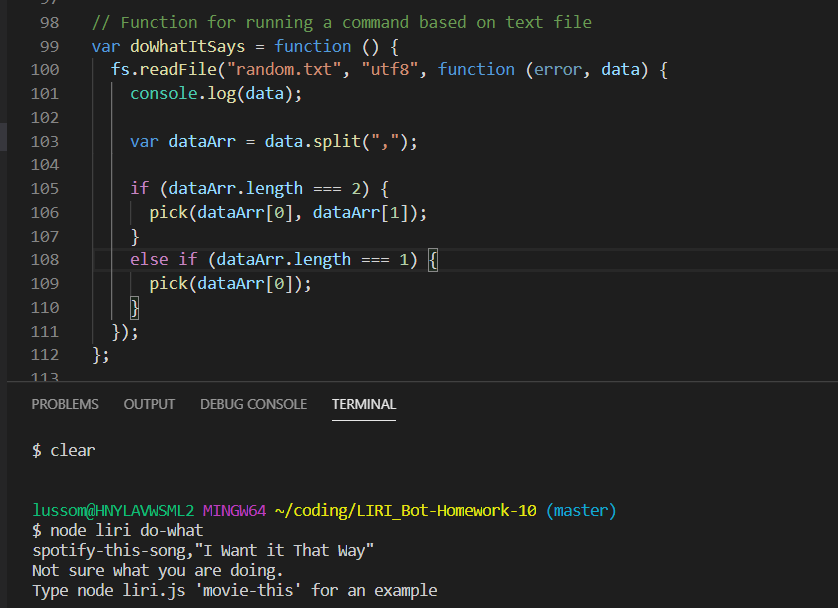 98 // Function for running a command based on text file
99 var doWhatItSays = function () {
100 fs.readFile("random.txt", "utf8", function (error, data) {
101 console.log(data);
102
103 var dataArr = data.split(",");
104
105 if (dataArr.length === 2) {
106 pick(dataArr[0], dataArr[1]);
107 }
108 else if (dataArr.length === 1) {
109 pick(dataArr[0]);
110 }
111 });
112 };
113
PROBLEMS OUTPUT DEBUG CONSOLE TERMINAL
$ clear
lussom@HNYLAVWSML2 MINGW64 ~/coding/LIRI_Bot-Homework-10 (master)
$ node liri do-what
spotify-this-song,"I Want it That Way"
Not sure what you are doing.
Type node liri.js 'movie-this' for an example